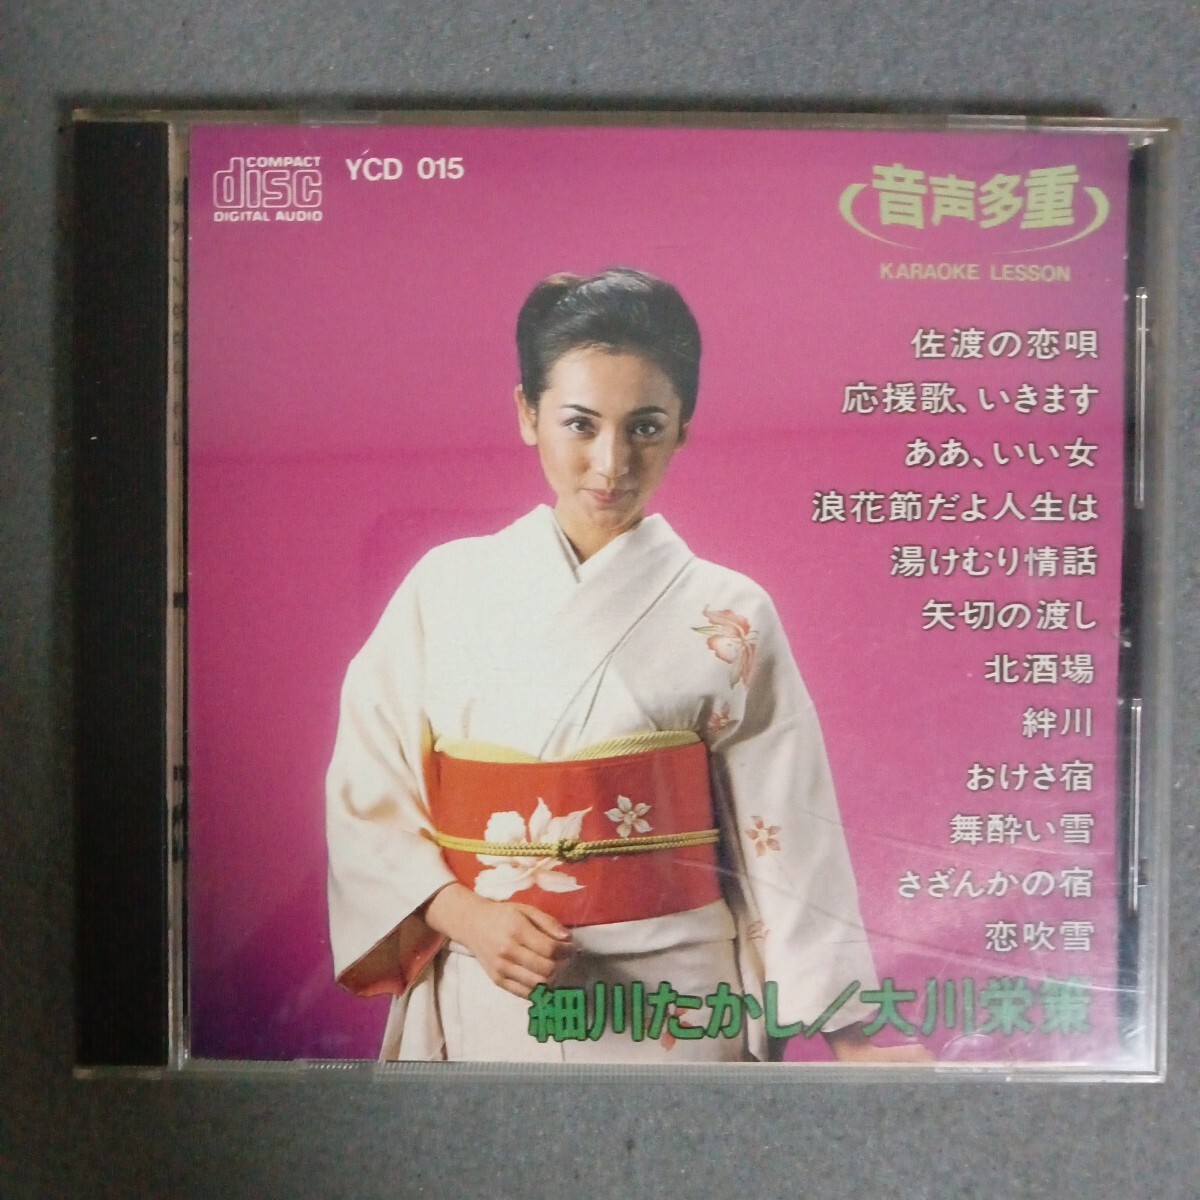 COMPACT
disc
DIGITAL AUDIO
YCD 015
音声多重
KARAOKE LESSON
佐渡の恋唄
応援歌、いきます
ああ、いい女
浪花節だよ人生は
湯けむり情話
矢切の渡し
北酒場
絆川
おけさ宿
舞酔い雪
さざんかの宿
恋吹雪
細川たかし/大川栄策